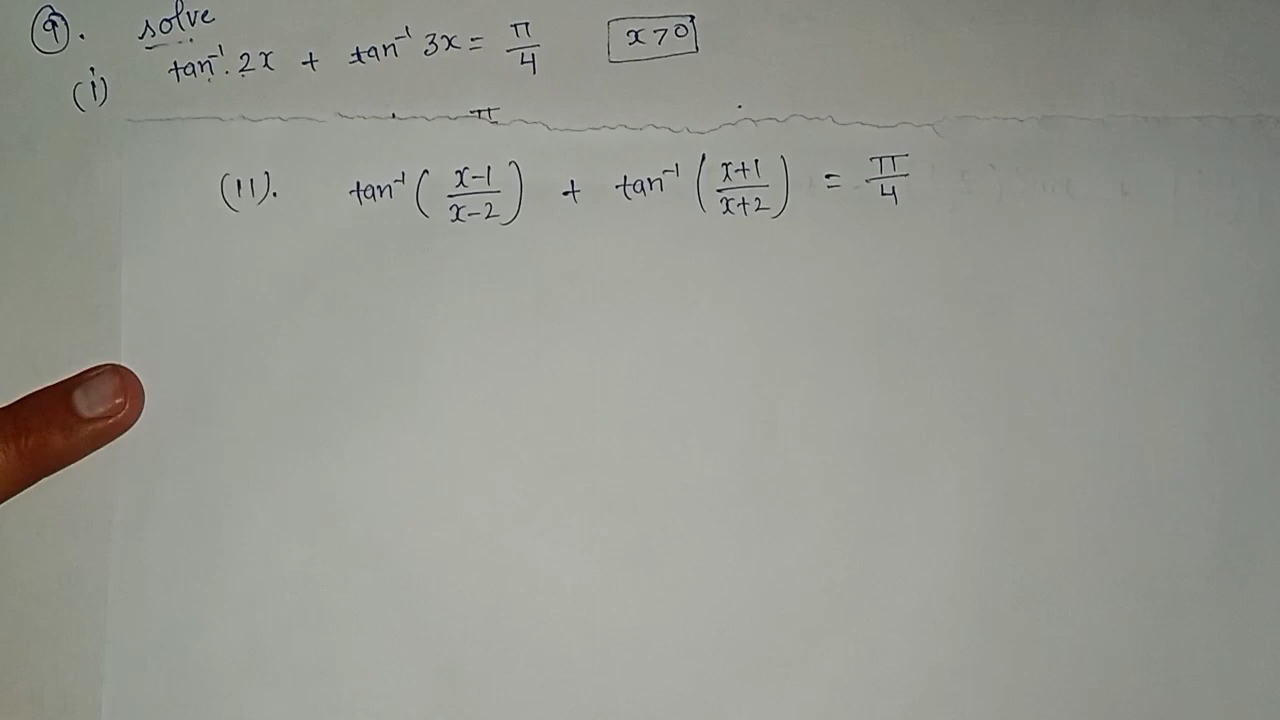 9. solve
(i) tan⁻¹. 2x + tan⁻¹ 3x = π/4 x>0
π
(11). tan⁻¹ ( x-1 / x-2 ) + tan⁻¹ ( x+1 / x+2 ) = π/4